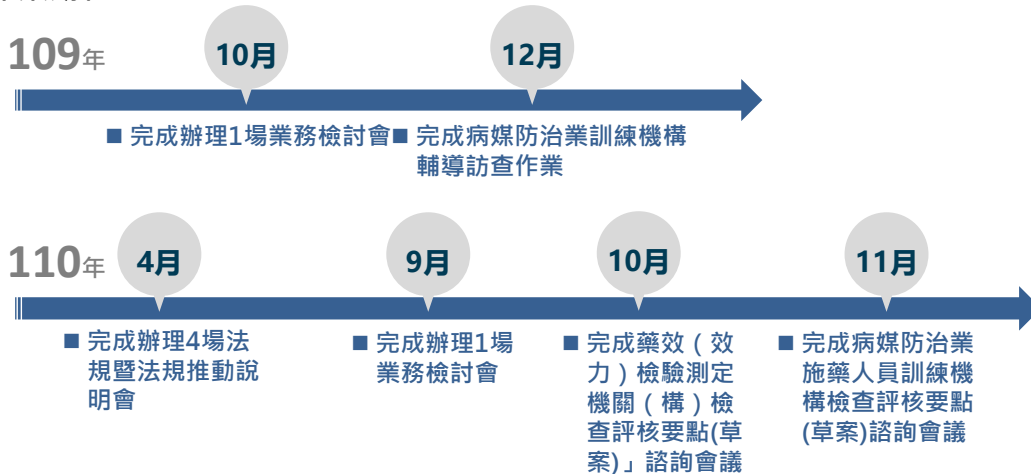 109年
10月
12月
■ 完成辦理1場業務檢討會
■ 完成病媒防治業訓練機構
輔導訪查作業
110年
4月
9月
10月
11月
■ 完成辦理4場法
規暨法規推動說
明會
■ 完成辦理1場
業務檢討會
■ 完成藥效（效
力）檢驗測定
機關（構）檢
查評核要點(草
案)」諮詢會議
■ 完成病媒防治業
施藥人員訓練機
構檢查評核要點
(草案)諮詢會議